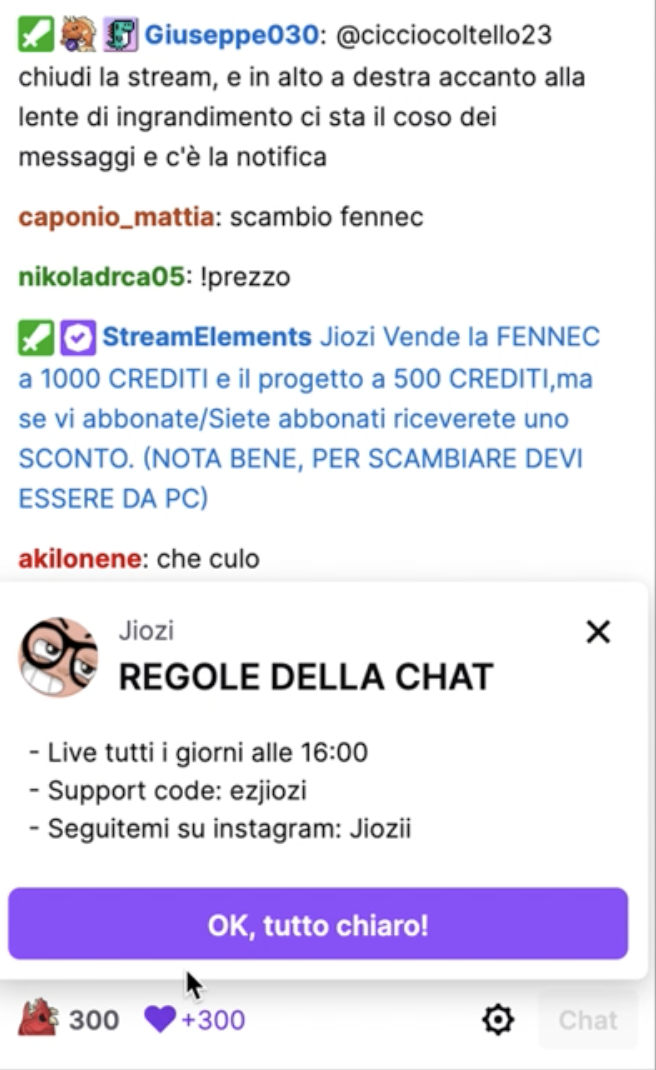 Giuseppe030: @cicciocoltello23
chiudi la stream, e in alto a destra accanto alla
lente di ingrandimento ci sta il coso dei
messaggi e c'è la notifica
caponio_mattia: scambio fennec
nikoladrca05: !prezzo
StreamElements Jiozi Vende la FENNEC
a 1000 CREDITI e il progetto a 500 CREDITI,ma
se vi abbonate/Siete abbonati riceverete uno
SCONTO. (NOTA BENE, PER SCAMBIARE DEVI
ESSERE DA PC)
akilonene: che culo
Jiozi
REGOLE DELLA CHAT
- Live tutti i giorni alle 16:00
- Support code: ezjiozi
- Seguitemi su instagram: Jiozii
OK, tutto chiaro!
300 +300 Chat